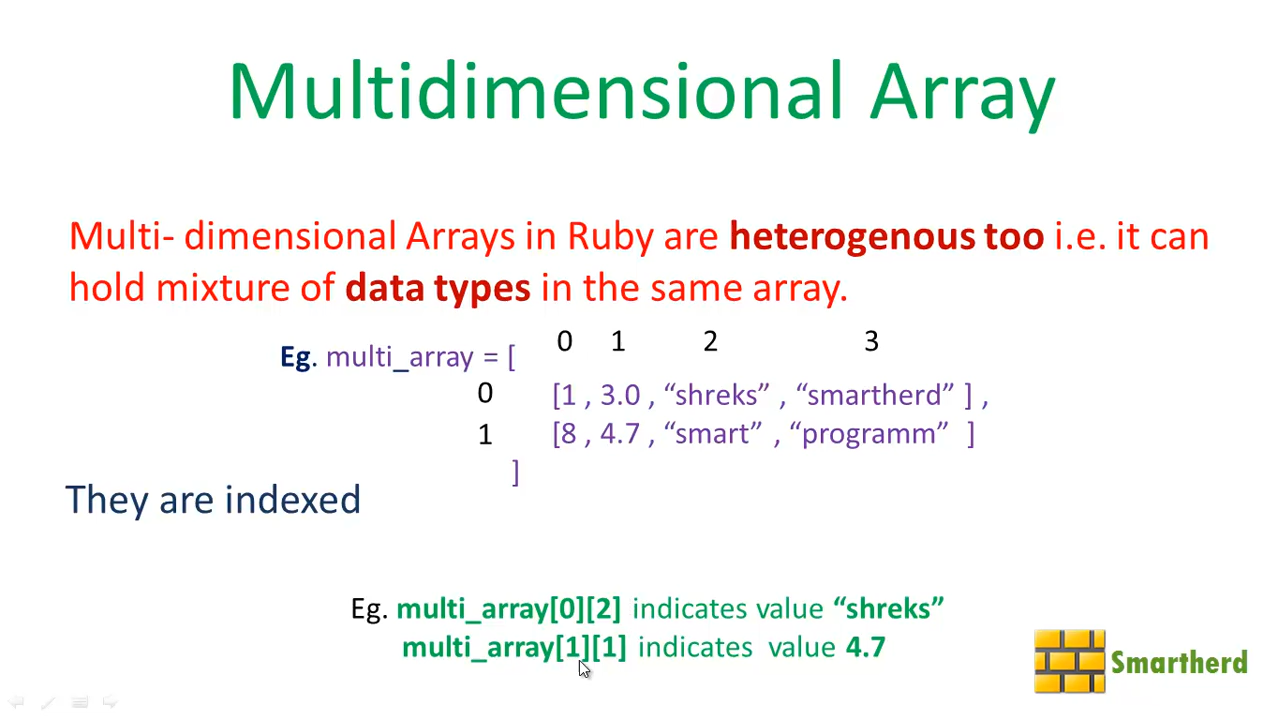 Multidimensional Array
Multi- dimensional Arrays in Ruby are heterogenous too i.e. it can
hold mixture of data types in the same array.
0 1 2 3
Eg. multi_array = [
0 [1 , 3.0 , “shreks” , “smartherd” ] ,
1 [8 , 4.7 , “smart” , “programm” ]
]
They are indexed
Eg. multi_array[0][2] indicates value “shreks”
multi_array[1][1] indicates value 4.7
Smartherd